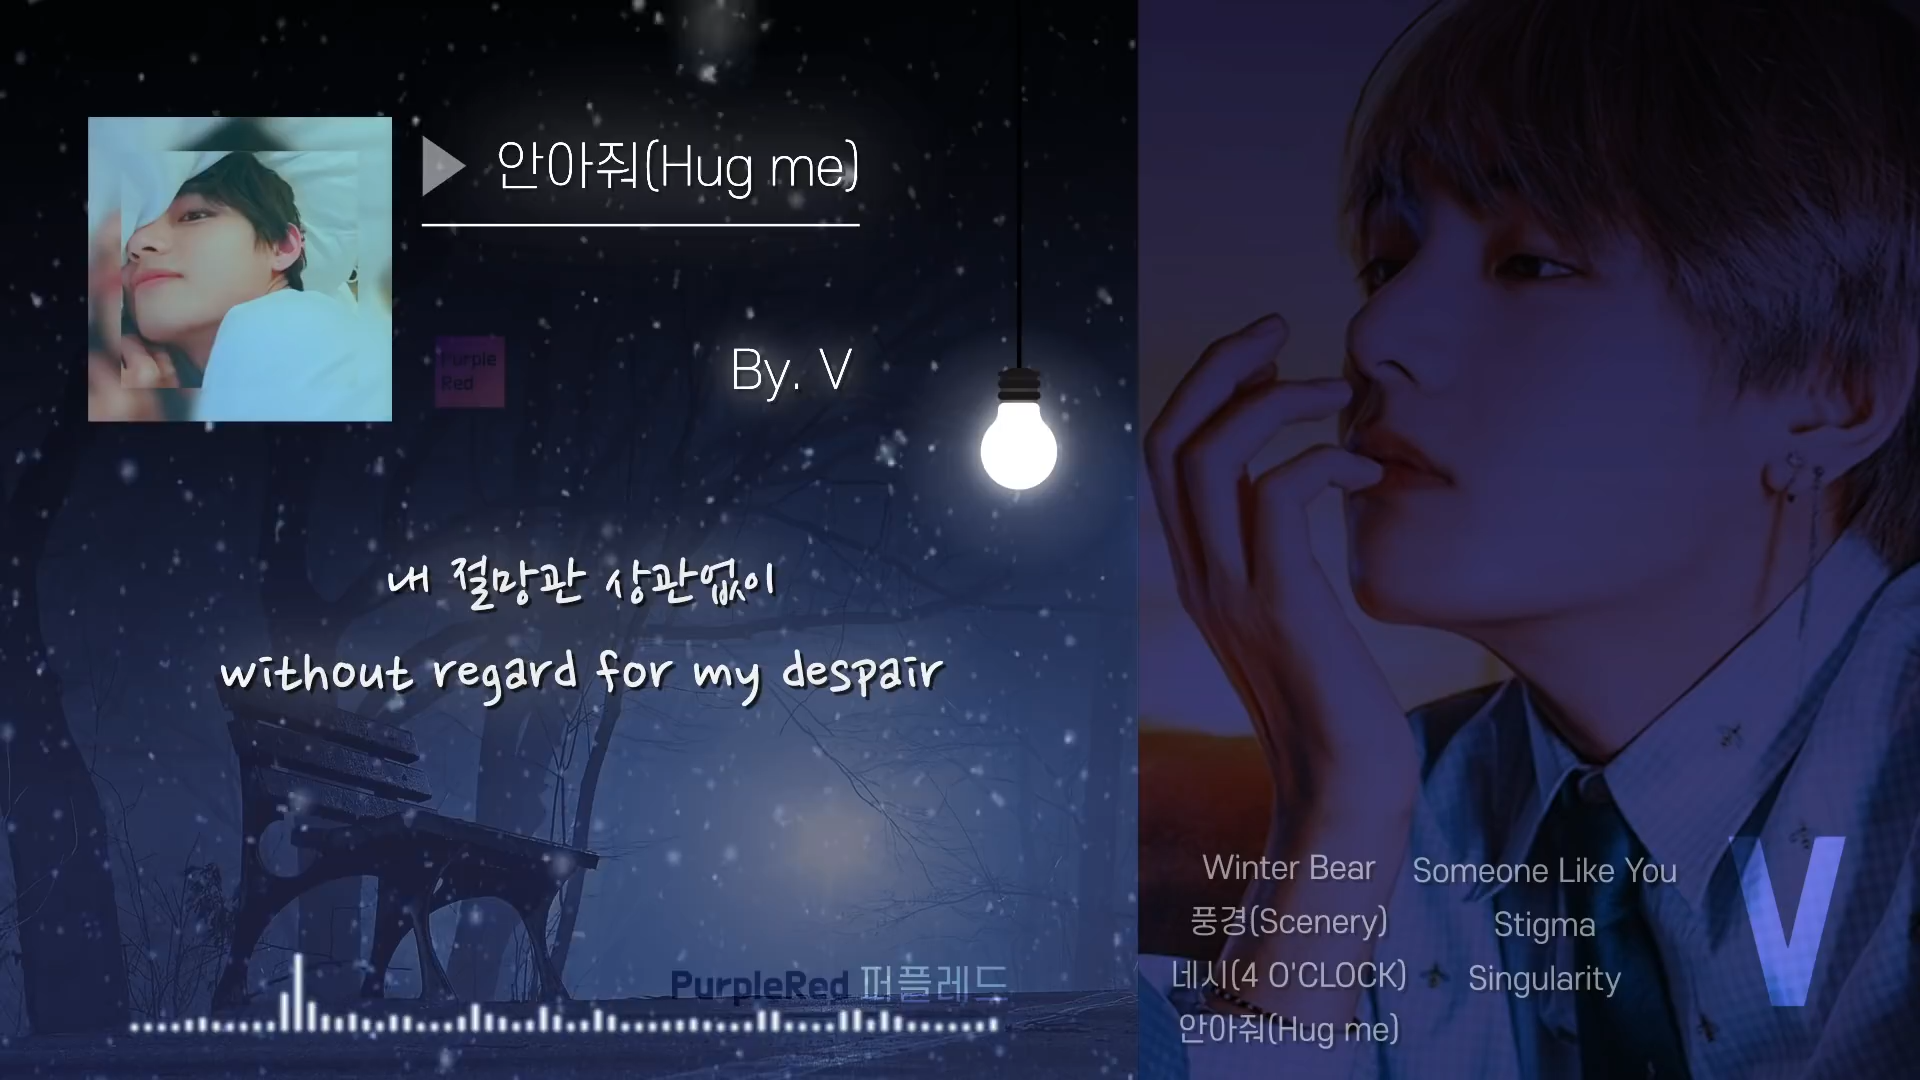 안아줘(Hug me)
By. V
Purple
Red
내 절망관 상관없이
without regard for my despair
PurpleRed 퍼플레드
Winter Bear
풍경(Scenery)
네시(4 O'CLOCK)
안아줘(Hug me)
Someone Like You
Stigma
Singularity
V